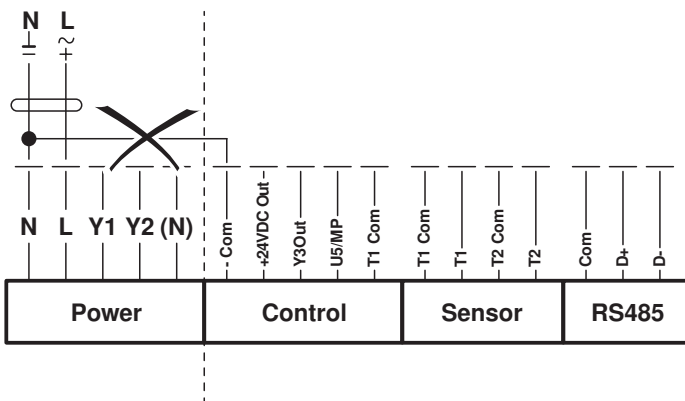 N L
⊥ ~
= +
N L Y1 Y2 (N)
- Com
+24VDC Out
Y3Out
U5/MP
T1 Com
T1 Com
T1
T2 Com
T2
Com
D+
D-
Power Control Sensor RS485